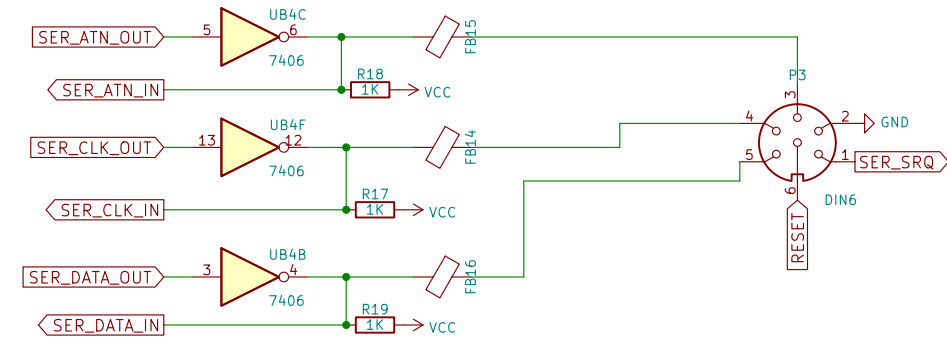 UB4C
SER_ATN_OUT 5 6 FB15
7406 P3
R18 3
SER_ATN_IN 1K VCC
UB4F 4 2 GND
SER_CLK_OUT 13 12 FB14
7406 5 1 SER_SRQ
R17 6 DIN6
SER_CLK_IN 1K VCC RESET
UB4B
SER_DATA_OUT 3 4 FB16
7406
R19
SER_DATA_IN 1K VCC